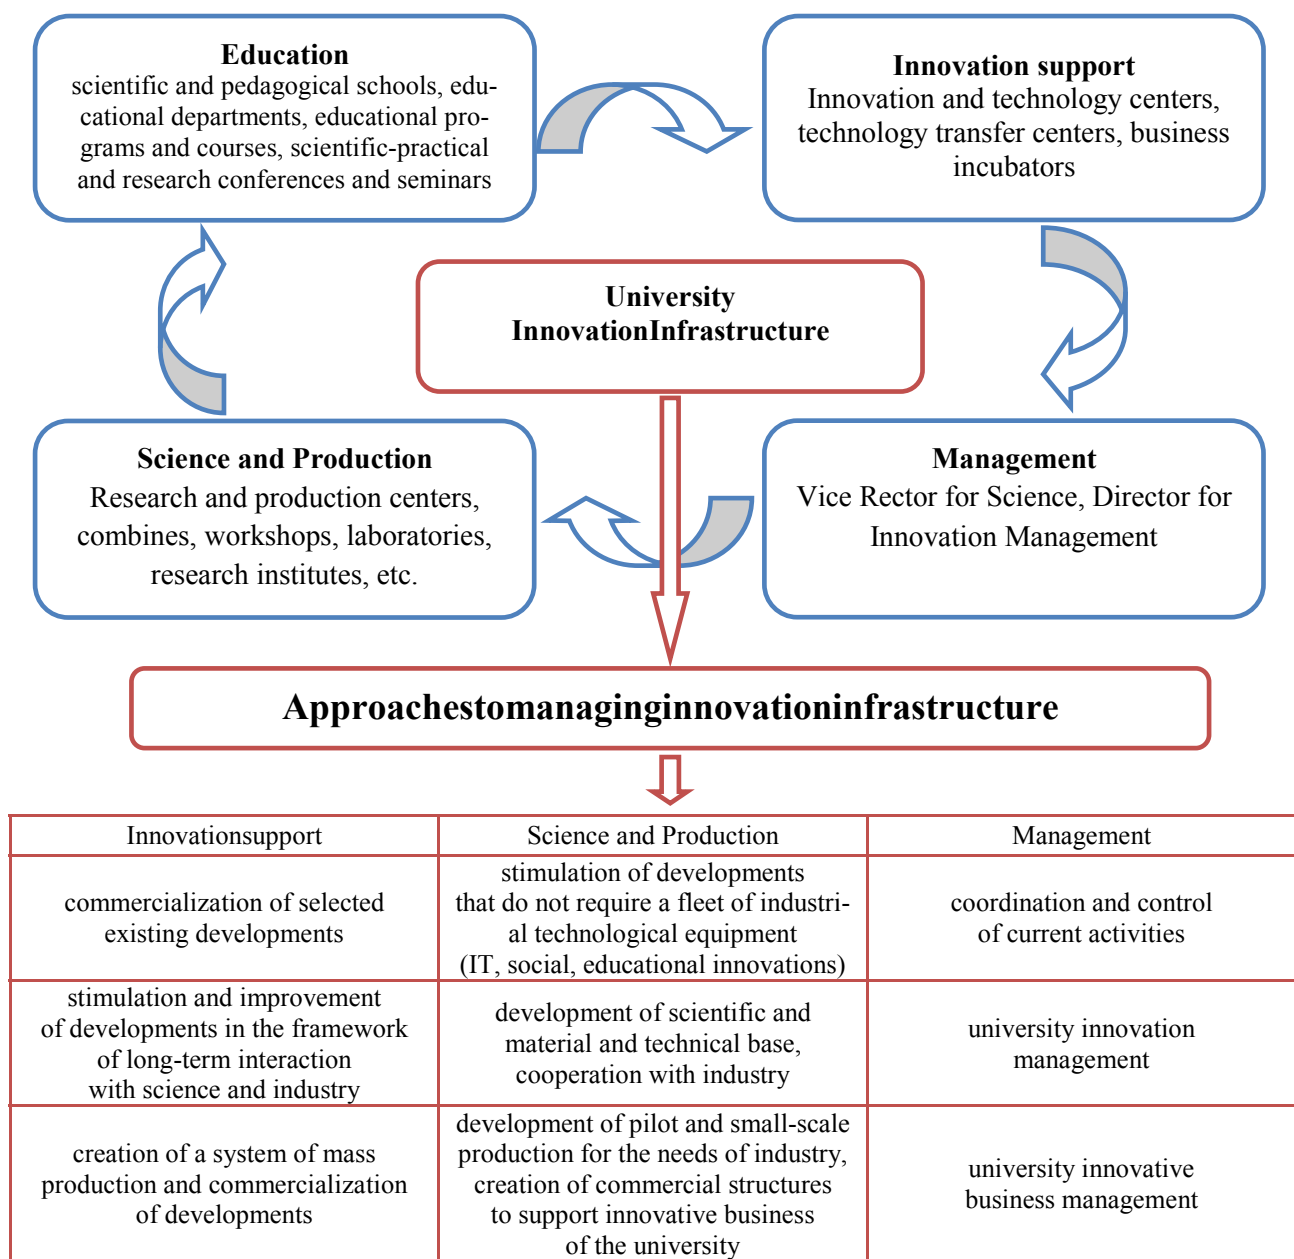 Education
scientific and pedagogical schools, edu-
cational departments, educational pro-
grams and courses, scientific-practical
and research conferences and seminars
Innovation support
Innovation and technology centers,
technology transfer centers, business
incubators
University
InnovationInfrastructure
Science and Production
Research and production centers,
combines, workshops, laboratories,
research institutes, etc.
Management
Vice Rector for Science, Director for
Innovation Management
Approachestomanaginginnovationinfrastructure
Innovationsupport
Science and Production
Management
commercialization of selected
existing developments
stimulation of developments
that do not require a fleet of industri-
al technological equipment
(IT, social, educational innovations)
coordination and control
of current activities
stimulation and improvement
of developments in the framework
of long-term interaction
with science and industry
development of scientific and
material and technical base,
cooperation with industry
university innovation
management
creation of a system of mass
production and commercialization
of developments
development of pilot and small-scale
production for the needs of industry,
creation of commercial structures
to support innovative business
of the university
university innovative
business management